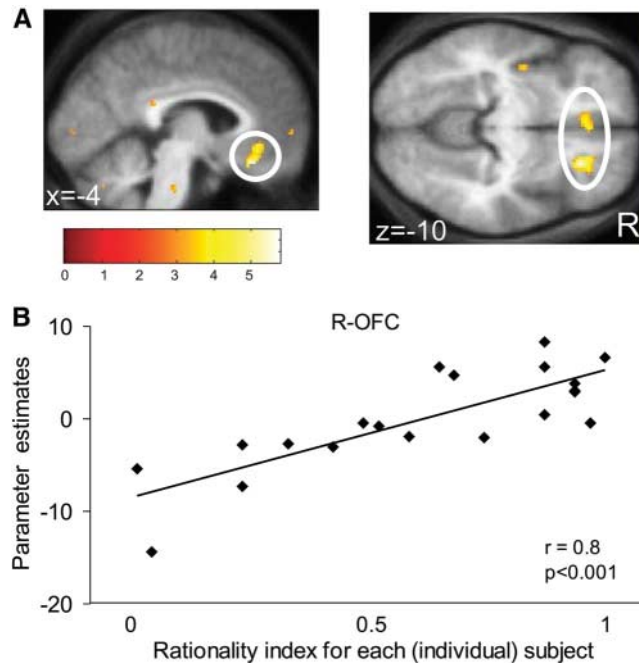 A
x=-4
z=-10
R
0 1 2 3 4 5
B
R-OFC
Parameter estimates
10
0
-10
-20
r = 0.8
p<0.001
0 0.5 1
Rationality index for each (individual) subject